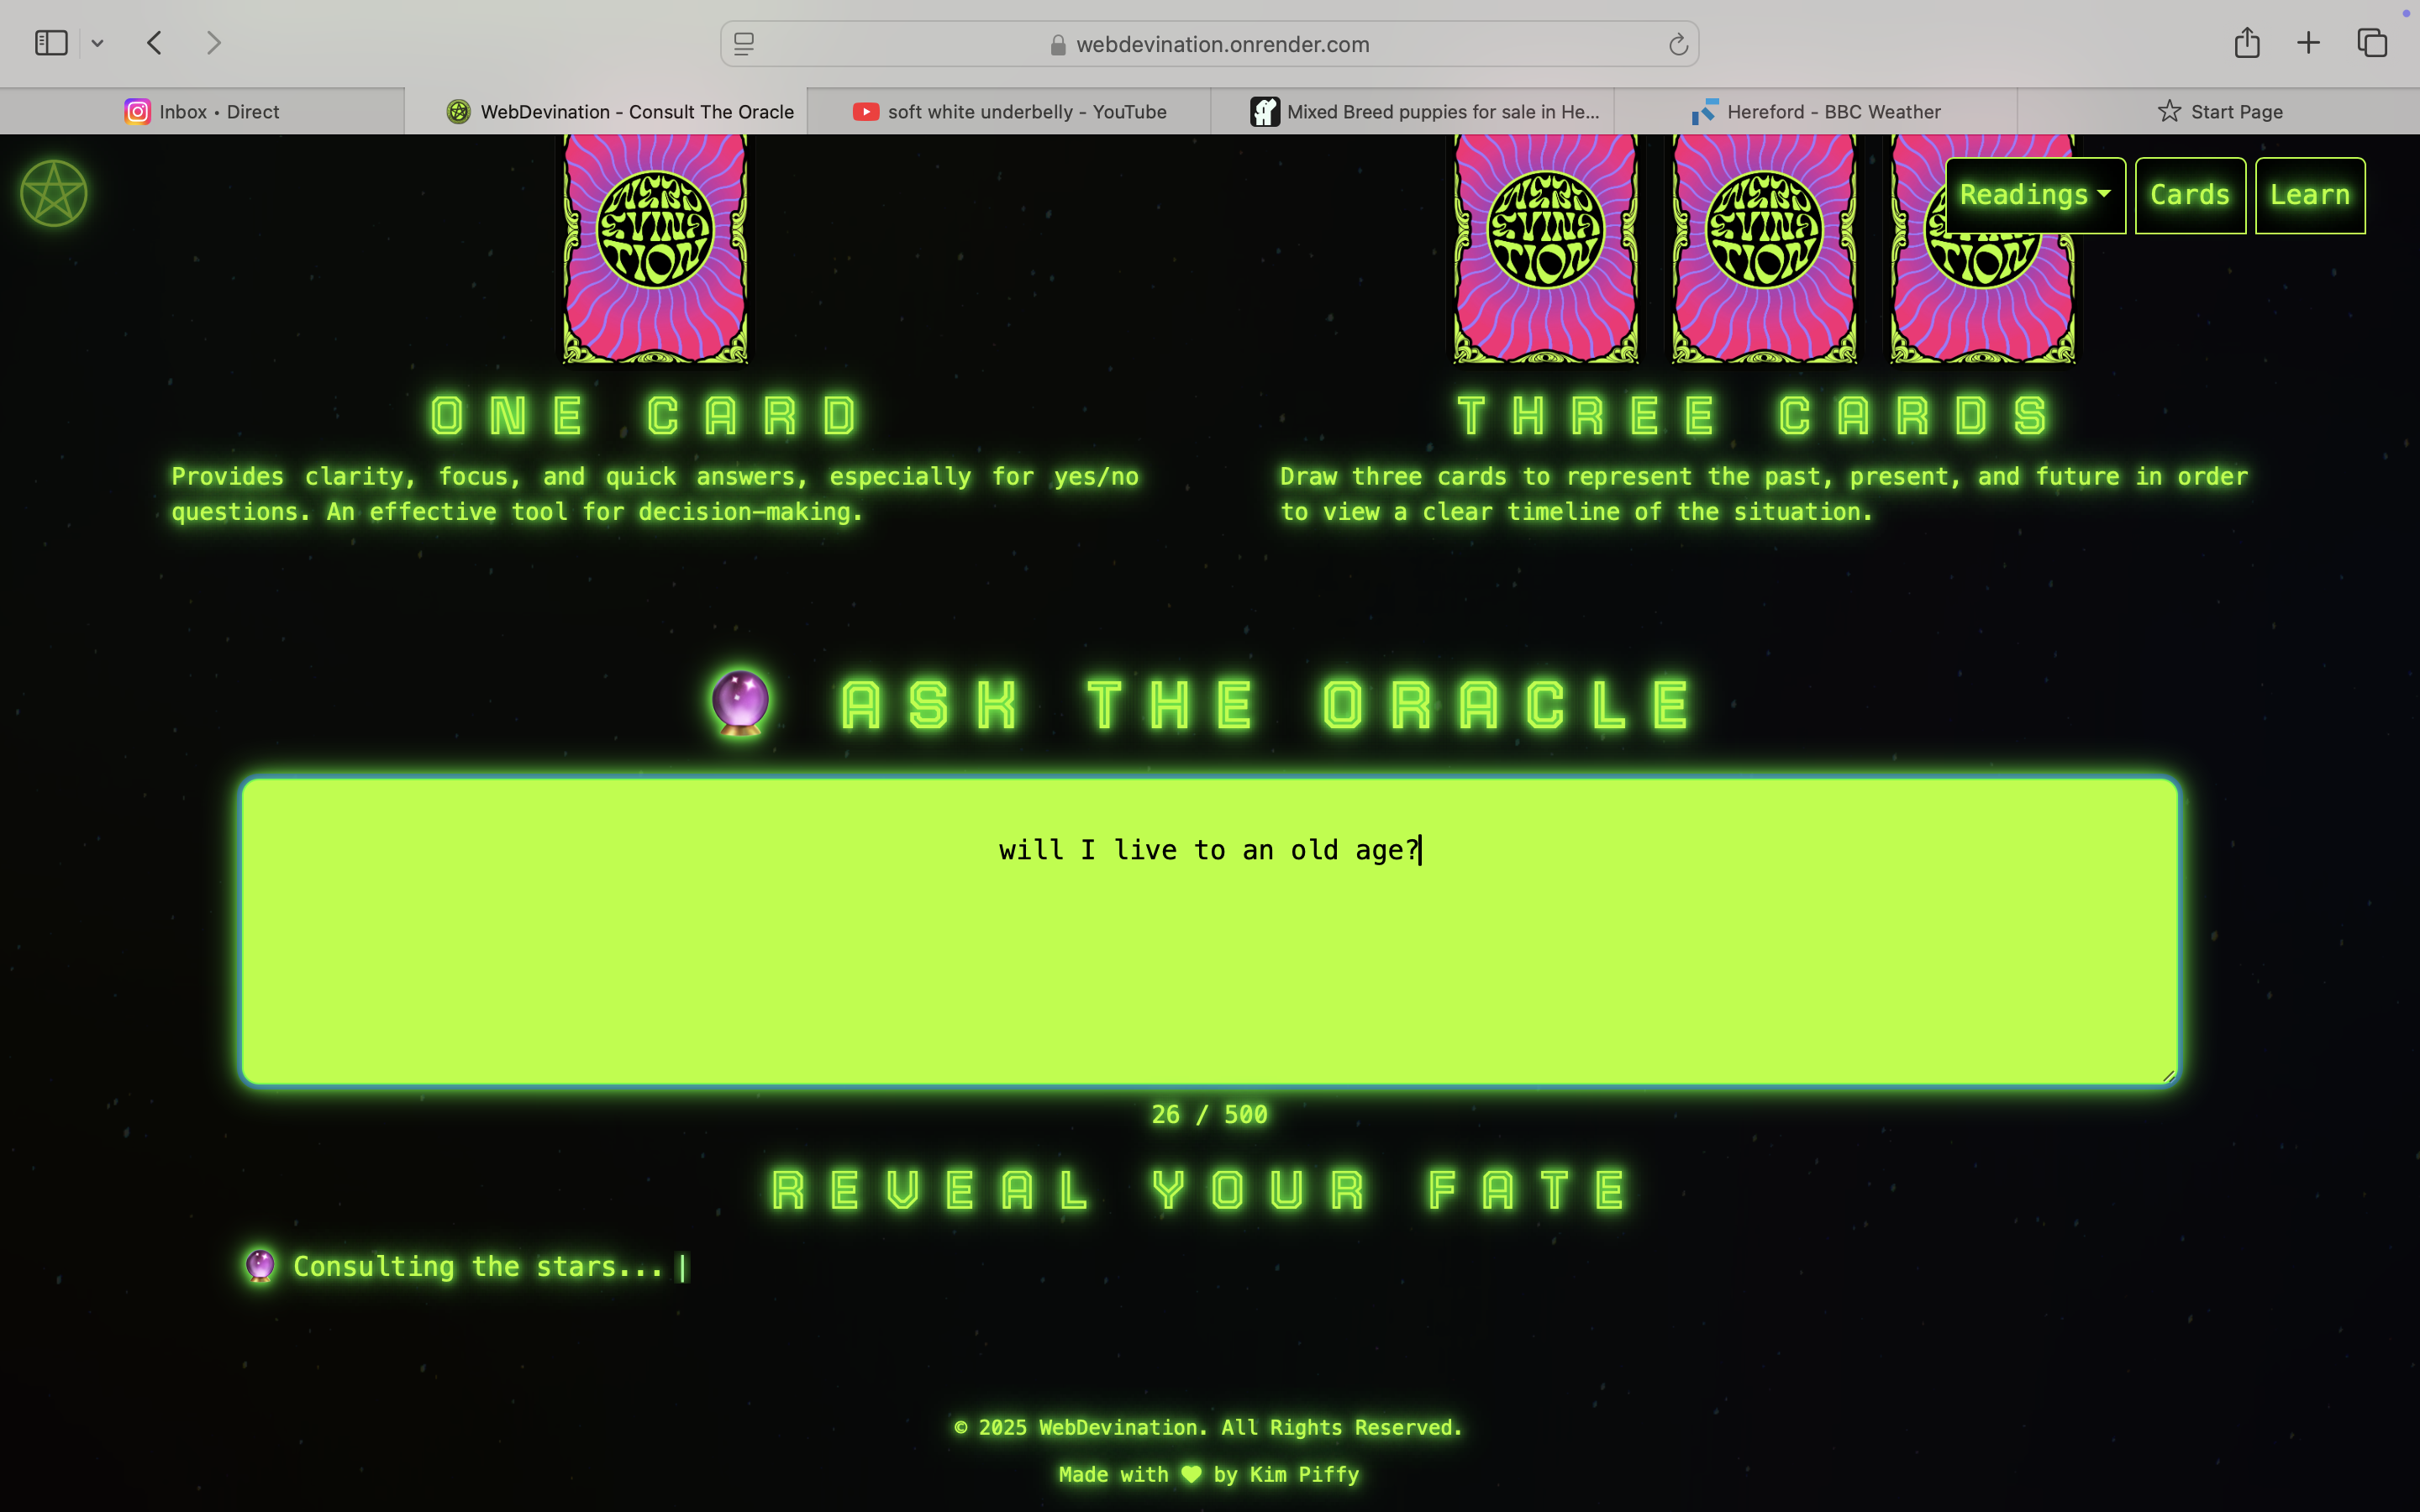 webdevination.onrender.com
Inbox • Direct
WebDevination - Consult The Oracle
soft white underbelly - YouTube
Mixed Breed puppies for sale in He...
Hereford - BBC Weather
Start Page
Readings
Cards
Learn
ONE CARD
Provides clarity, focus, and quick answers, especially for yes/no
questions. An effective tool for decision-making.
THREE CARDS
Draw three cards to represent the past, present, and future in order
to view a clear timeline of the situation.
🔮 ASK THE ORACLE
will I live to an old age?
26 / 500
REVEAL YOUR FATE
🔮 Consulting the stars...|
© 2025 WebDevination. All Rights Reserved.
Made with ♥ by Kim Piffy